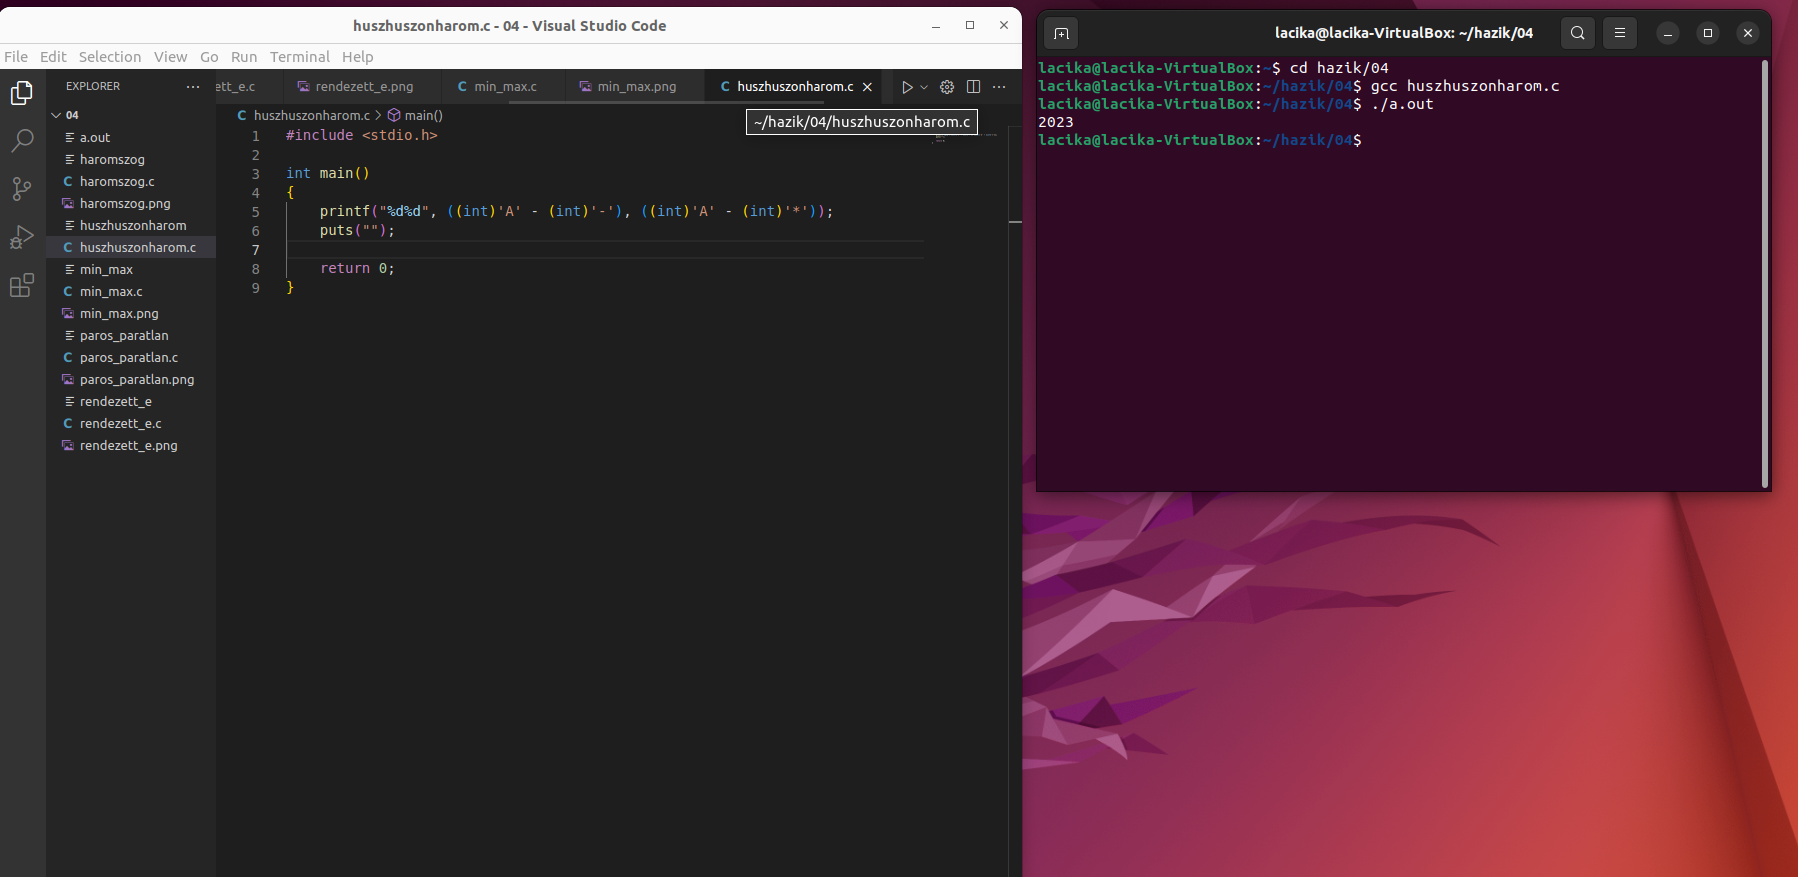 huszhuszonharom.c - 04 - Visual Studio Code
File Edit Selection View Go Run Terminal Help
EXPLORER
04
a.out
haromszog
haromszog.c
haromszog.png
huszhuszonharom
huszhuszonharom.c
min_max
min_max.c
min_max.png
paros_paratlan
paros_paratlan.c
paros_paratlan.png
rendezett_e
rendezett_e.c
rendezett_e.png
ett_e.c rendezett_e.png C min_max.c min_max.png C huszhuszonharom.c
C huszhuszonharom.c > main()
~/hazik/04/huszhuszonharom.c
1 #include <stdio.h>
2
3 int main()
4 {
5 printf("%d%d", ((int)'A' - (int)'-'), ((int)'A' - (int)'*'));
6 puts("");
7
8 return 0;
9 }
lacika@lacika-VirtualBox: ~/hazik/04
lacika@lacika-VirtualBox:~$ cd hazik/04
lacika@lacika-VirtualBox:~/hazik/04$ gcc huszhuszonharom.c
lacika@lacika-VirtualBox:~/hazik/04$ ./a.out
2023
lacika@lacika-VirtualBox:~/hazik/04$